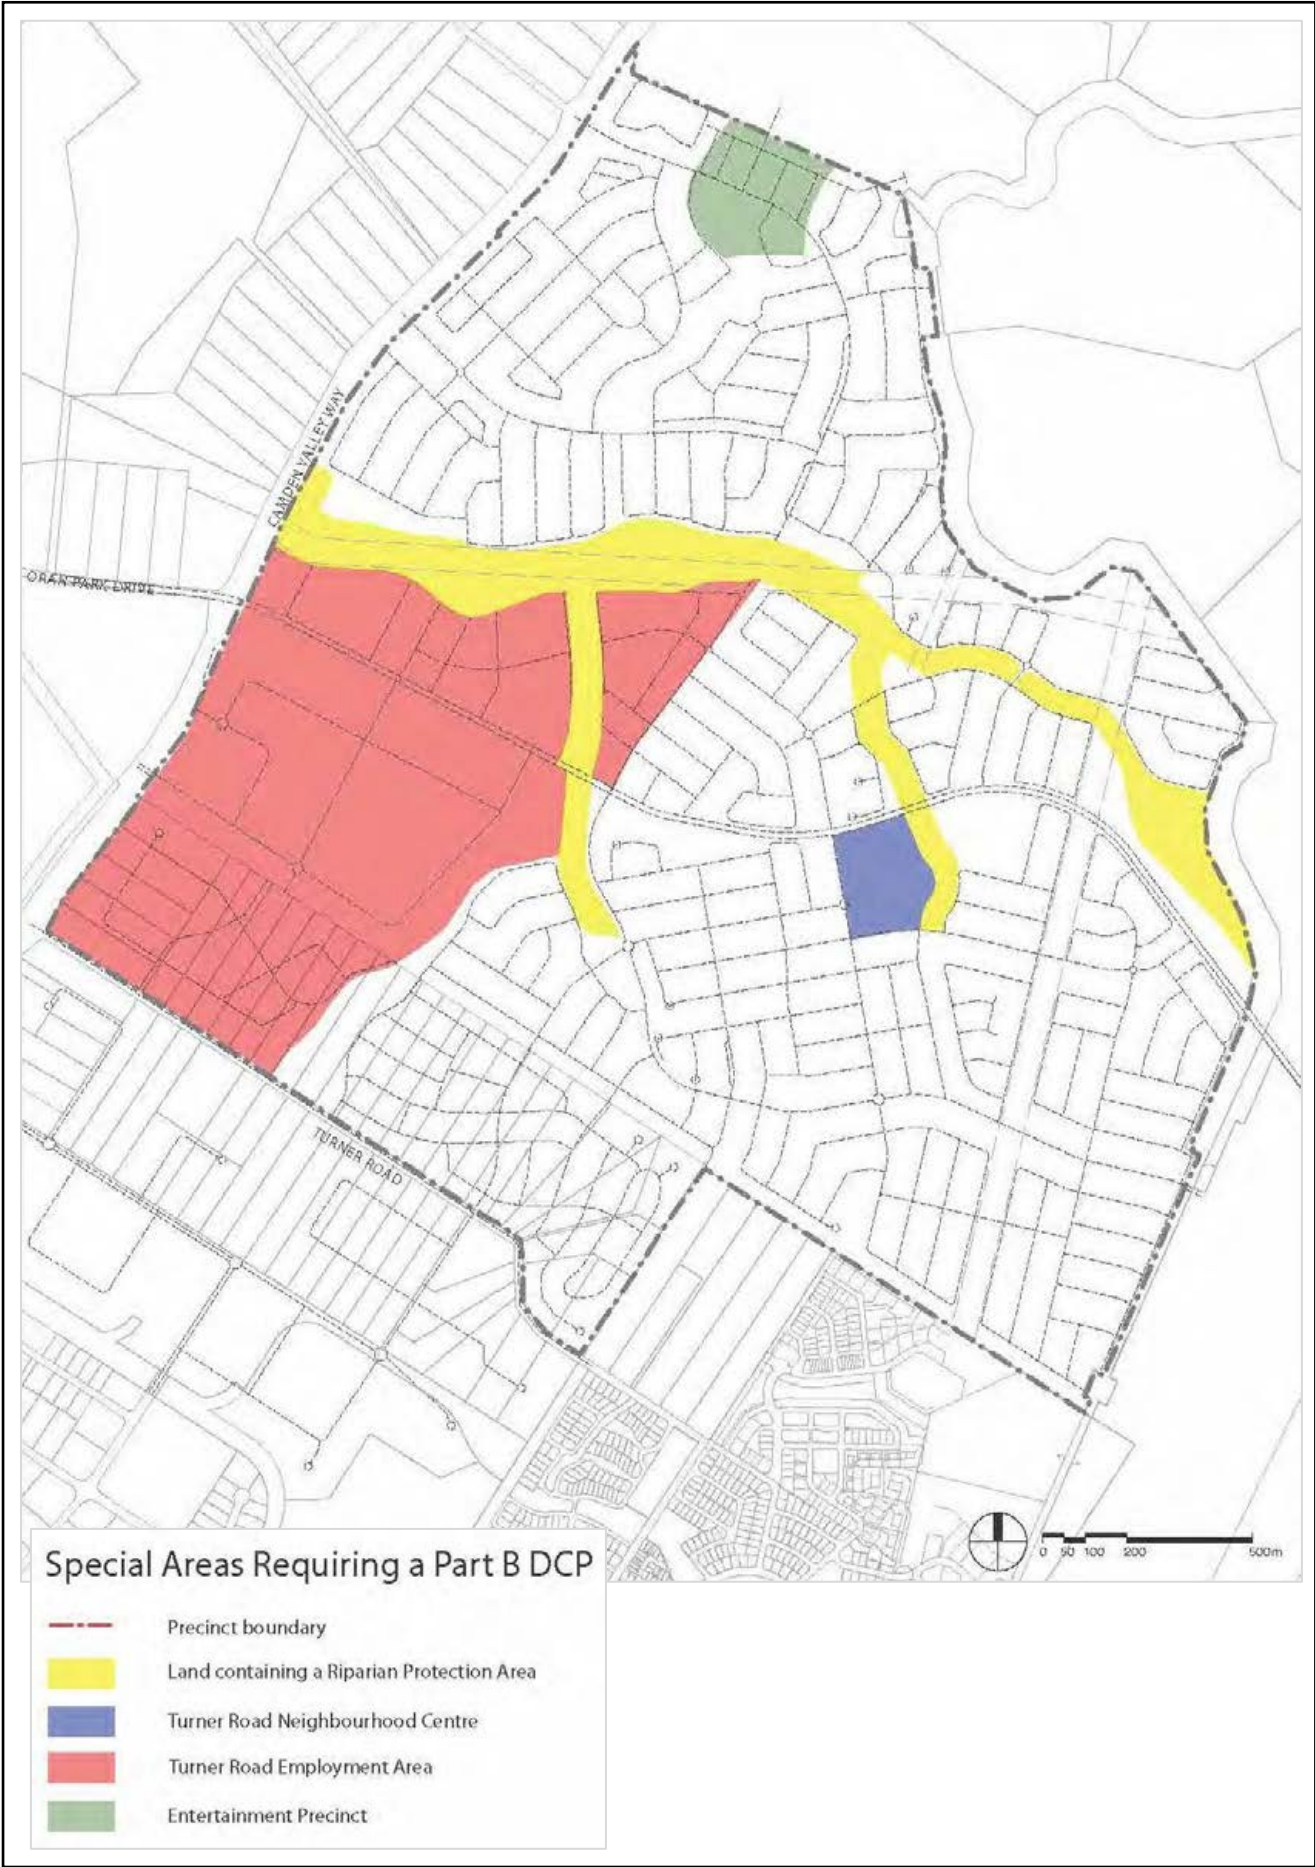 CAMDEN VALLEY WAY
ORAN PARK DRIVE
TURNER ROAD
0 50 100 200 500m
Special Areas Requiring a Part B DCP
Precinct boundary
Land containing a Riparian Protection Area
Turner Road Neighbourhood Centre
Turner Road Employment Area
Entertainment Precinct